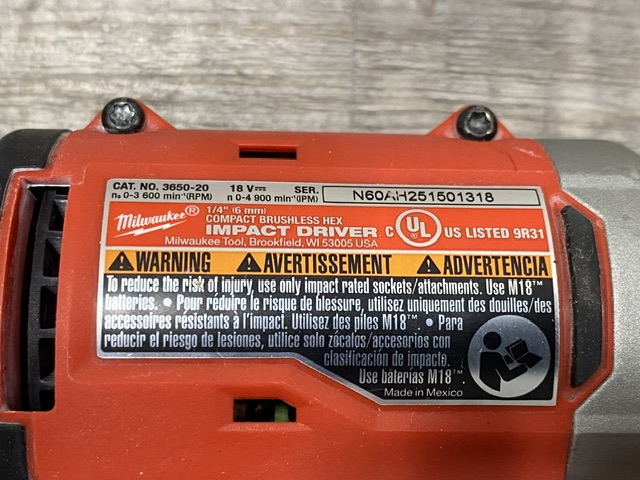 CAT. NO. 3650-20 18 V⎓ SER. N60AH251501318
n₀ 0-3 600 min⁻¹(RPM) n 0-4 900 min⁻¹(IPM)
Milwaukee® 1/4" (6 mm)
COMPACT BRUSHLESS HEX
IMPACT DRIVER C UL® US LISTED 9R31
Milwaukee Tool, Brookfield, WI 53005 USA
WARNING AVERTISSEMENT ADVERTENCIA
To reduce the risk of injury, use only impact rated sockets/attachments. Use M18™
batteries. • Pour réduire le risque de blessure, utilisez uniquement des douilles/des
accessoires résistants à l'impact. Utilisez des piles M18™. • Para
reducir el riesgo de lesiones, utilice solo zócalos/accesorios con
clasificación de impacto.
Use baterías M18™.
Made in Mexico